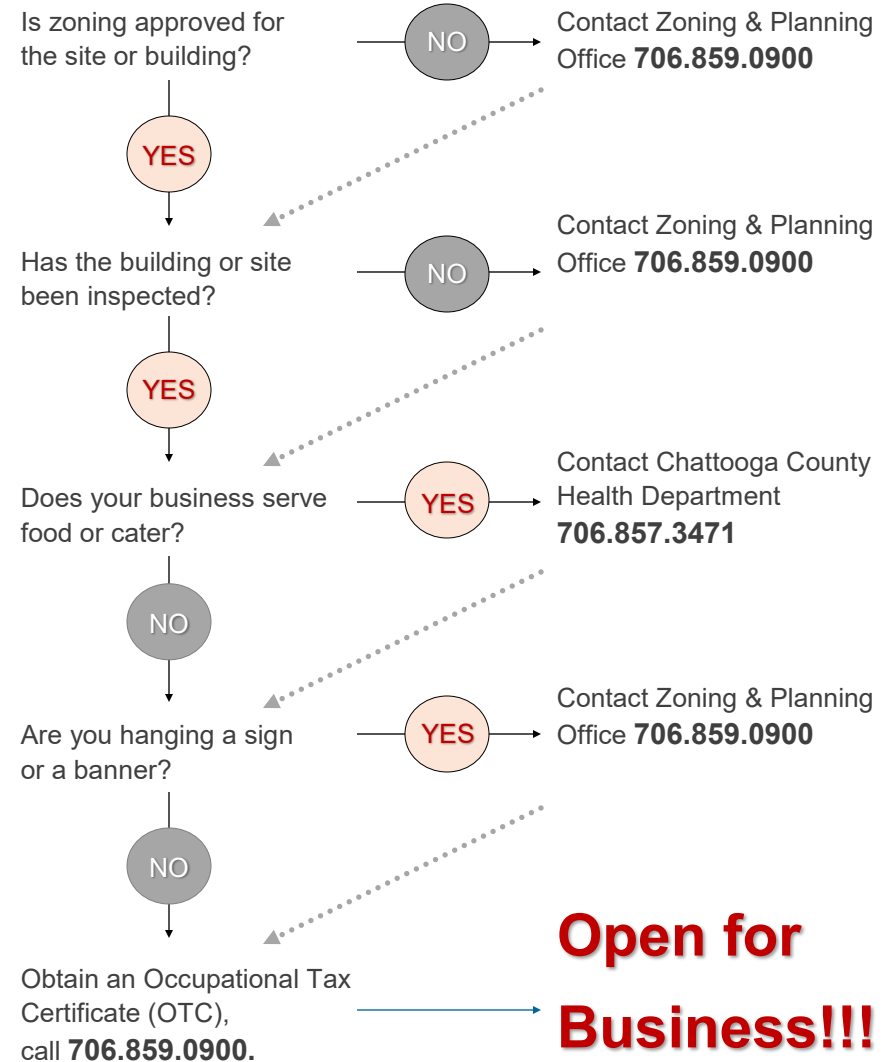 Is zoning approved for
the site or building?
NO
Contact Zoning & Planning
Office 706.859.0900
YES
Has the building or site
been inspected?
NO
Contact Zoning & Planning
Office 706.859.0900
YES
Does your business serve
food or cater?
YES
Contact Chattooga County
Health Department
706.857.3471
NO
Are you hanging a sign
or a banner?
YES
Contact Zoning & Planning
Office 706.859.0900
NO
Obtain an Occupational Tax
Certificate (OTC),
call 706.859.0900.
Open for
Business!!!